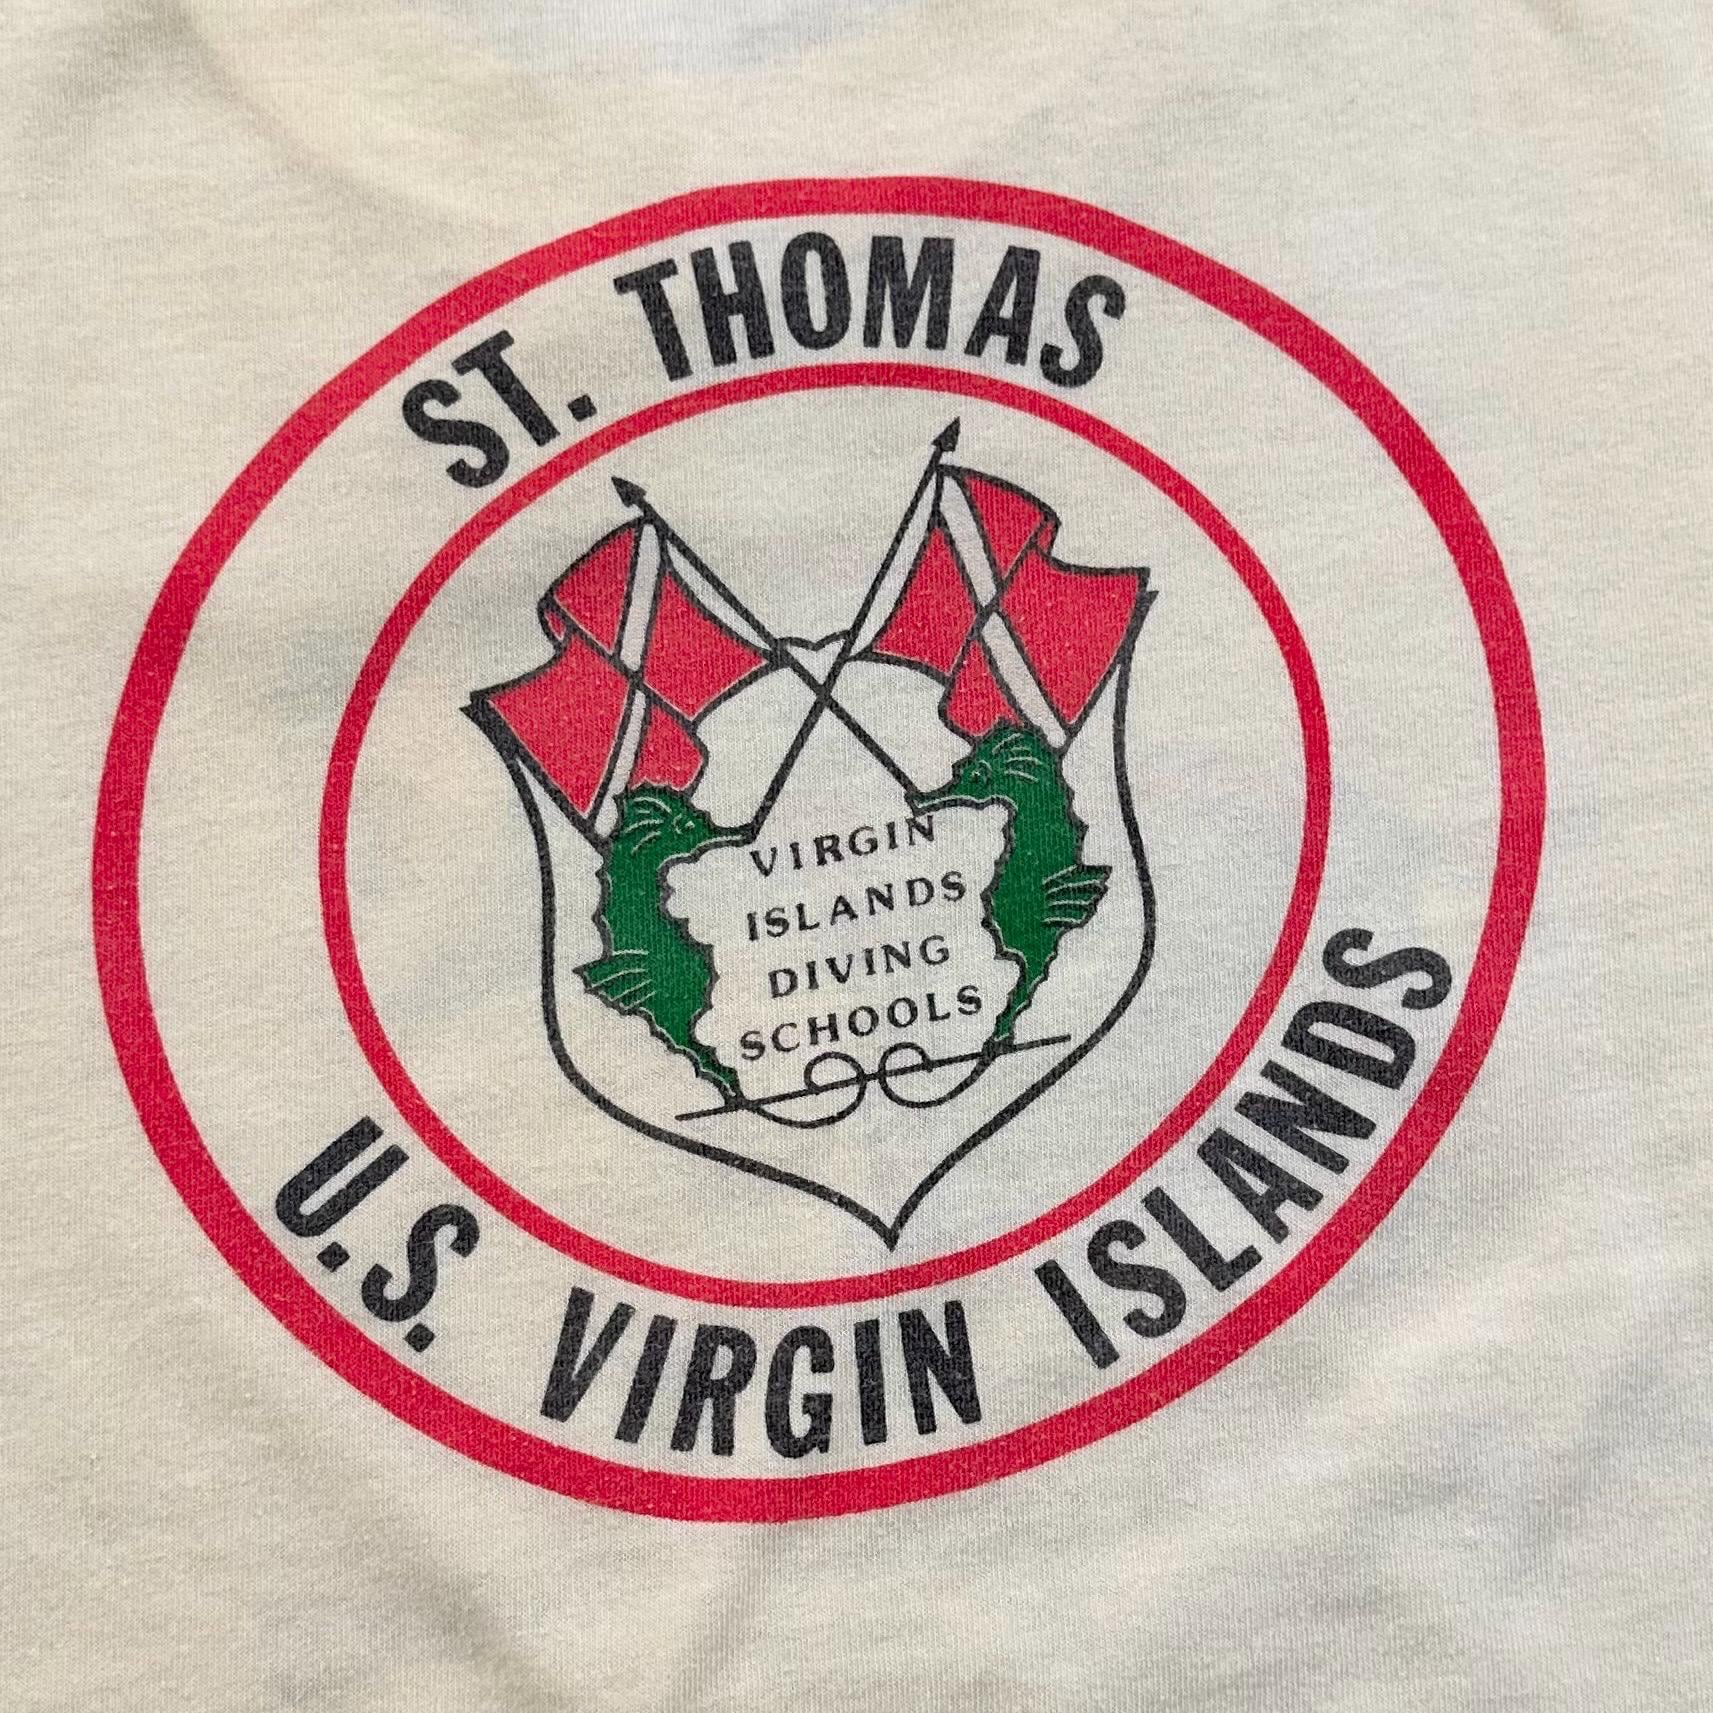 ST. THOMAS
VIRGIN
ISLANDS
DIVING
SCHOOLS
U.S. VIRGIN ISLANDS